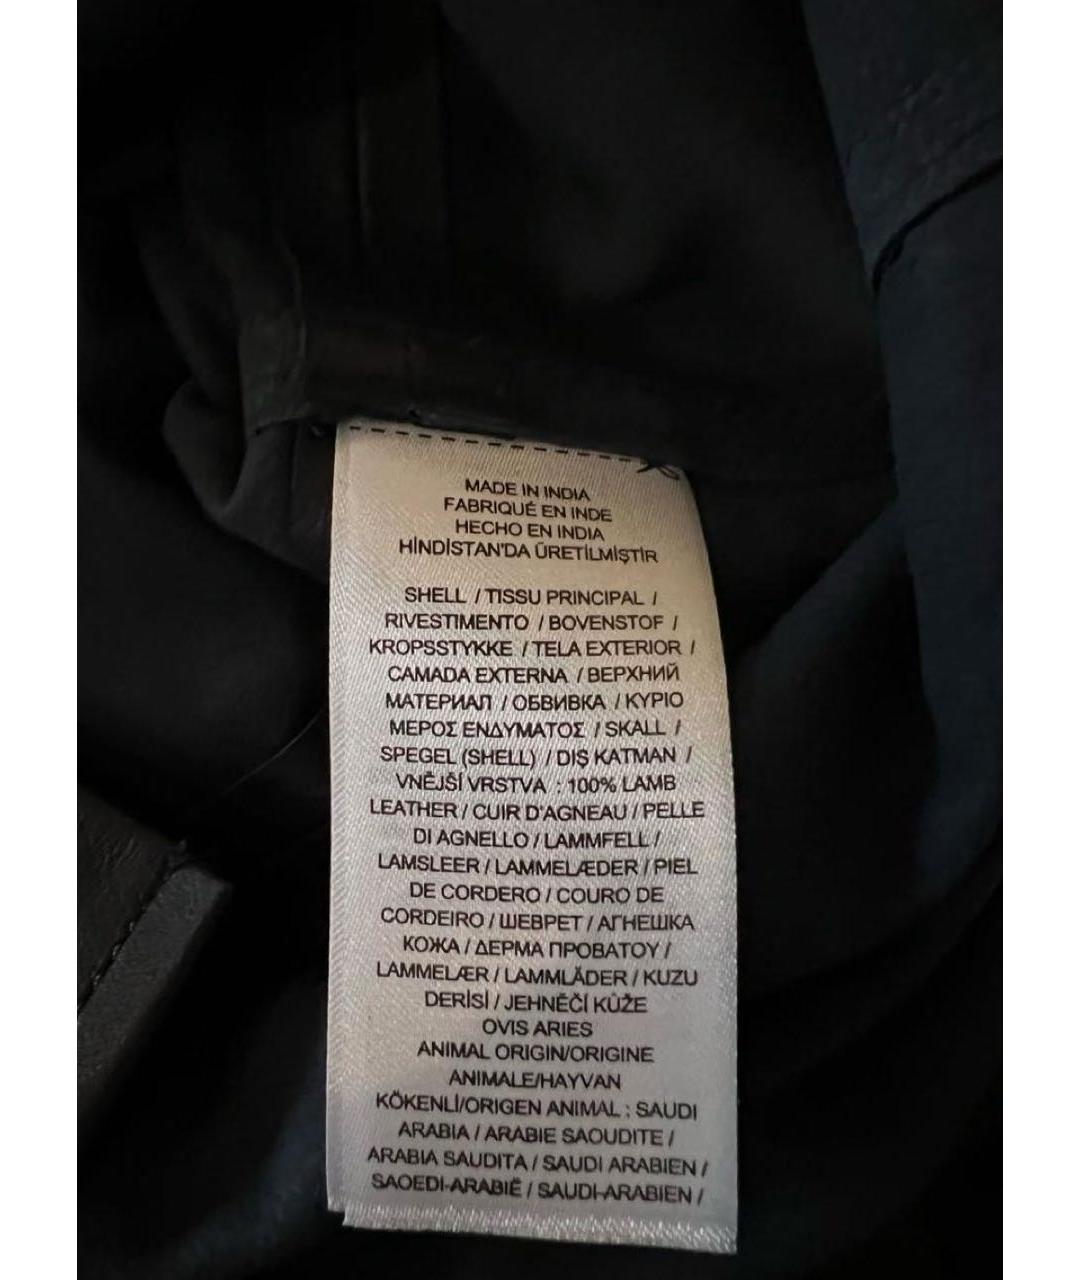 MADE IN INDIA
FABRIQUÉ EN INDE
HECHO EN INDIA
HİNDİSTAN'DA ÜRETİLMİŞTİR
SHELL / TISSU PRINCIPAL /
RIVESTIMENTO / BOVENSTOF /
KROPSSTYKKE / TELA EXTERIOR /
CAMADA EXTERNA / ВЕРХНИЙ
МАТЕРИАЛ / ОБВИВКА / ΚΥΡΙΟ
ΜΕΡΟΣ ΕΝΔΥΜΑΤΟΣ / SKALL /
SPEGEL (SHELL) / DIŞ KATMAN /
VNĚJŠÍ VRSTVA : 100% LAMB
LEATHER / CUIR D'AGNEAU / PELLE
DI AGNELLO / LAMMFELL /
LAMSLEER / LAMMELÆDER / PIEL
DE CORDERO / COURO DE
CORDEIRO / ШЕВРЕТ / АГНЕШКА
КОЖА / ΔΕΡΜΑ ΠΡΟΒΑΤΟΥ /
LAMMELÆR / LAMMLÄDER / KUZU
DERİSİ / JEHNĚČÍ KŮŽE
OVIS ARIES
ANIMAL ORIGIN/ORIGINE
ANIMALE/HAYVAN
KÖKENLİ/ORIGEN ANIMAL : SAUDI
ARABIA / ARABIE SAOUDITE /
ARABIA SAUDITA / SAUDI ARABIEN /
SAOEDI-ARABIË / SAUDI-ARABIEN /